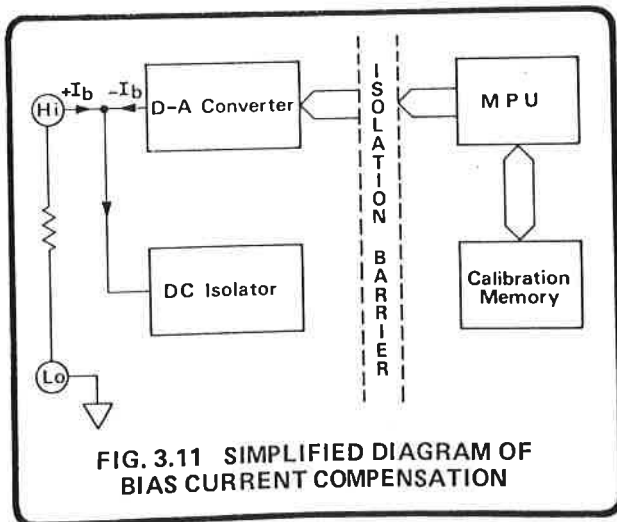 +Ib
-Ib
Hi
D-A Converter
ISOLATION BARRIER
MPU
DC Isolator
Calibration
Memory
Lo
FIG. 3.11 SIMPLIFIED DIAGRAM OF
BIAS CURRENT COMPENSATION